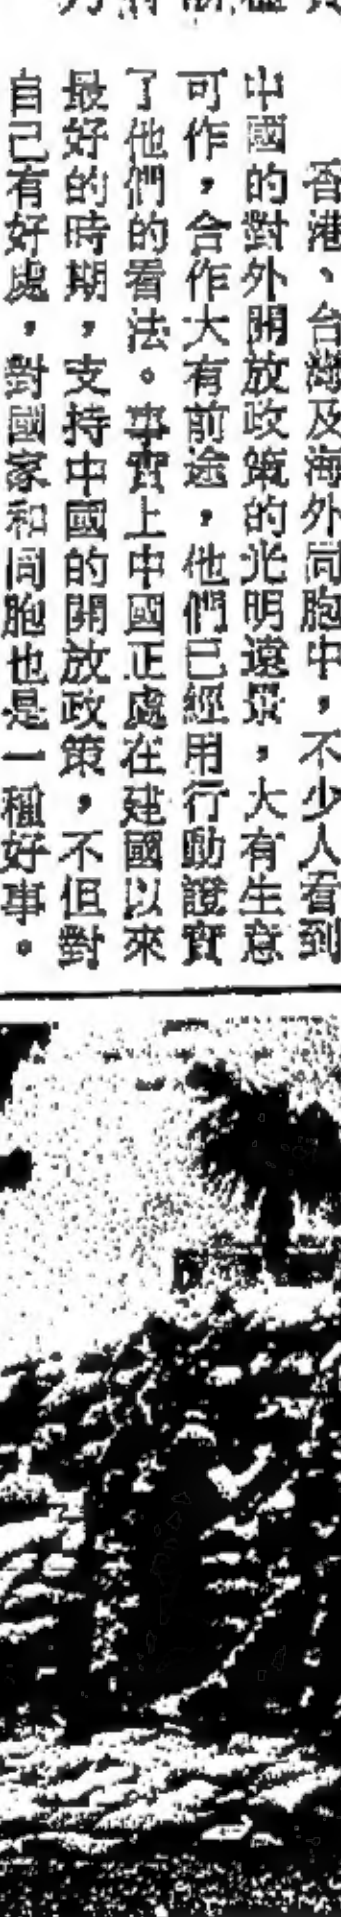 香港、台灣及海外同胞中，不少人看到
中國的對外開放政策的光明遠景，大有生意
可作，合作大有前途，他們已經用行動證實
了他們的看法。事實上中國正處在建國以來
最好的時期，支持中國的開放政策，不但對
自己有好處，對國家和同胞也是一種好事。